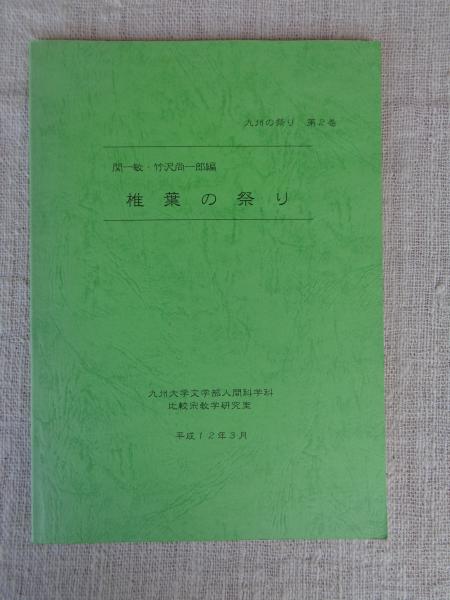 九州の祭り 第2巻
関一敏・竹沢尚一郎編
椎葉の祭り
九州大学文学部人間科学科
比較宗教学研究室
平成12年3月